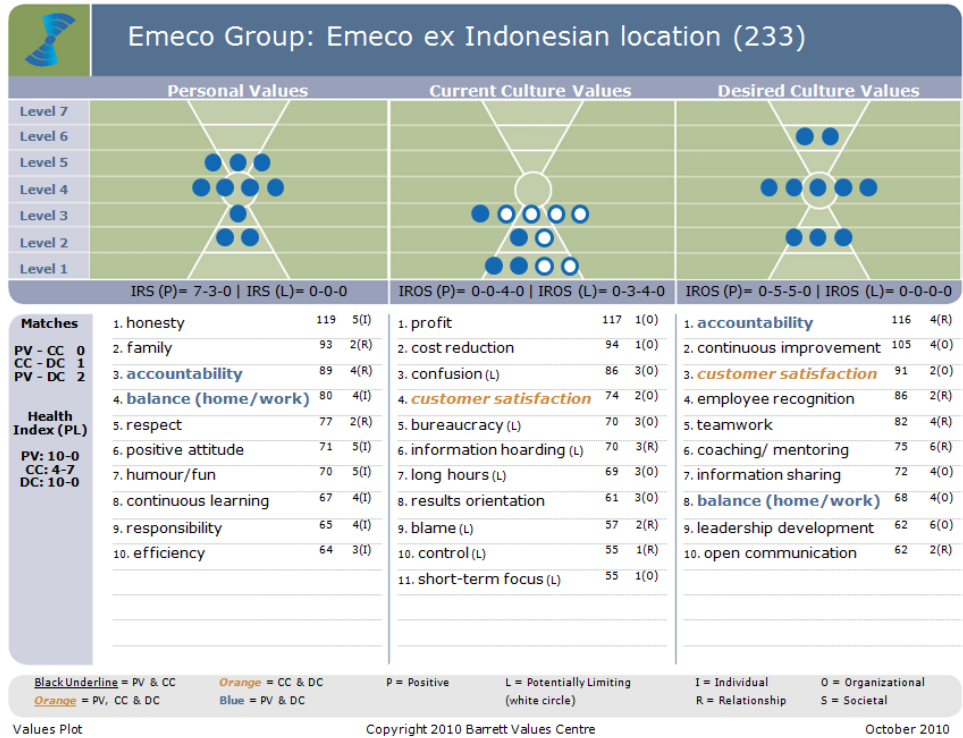 Emeco Group: Emeco ex Indonesian location (233)
Personal Values Current Culture Values Desired Culture Values
Level 7
Level 6
Level 5
Level 4
Level 3
Level 2
Level 1
IRS (P)= 7-3-0 | IRS (L)= 0-0-0
IROS (P)= 0-0-4-0 | IROS (L)= 0-3-4-0
IROS (P)= 0-5-5-0 | IROS (L)= 0-0-0-0
Matches
PV - CC 0
CC - DC 1
PV - DC 2
Health
Index (PL)
PV: 10-0
CC: 4-7
DC: 10-0
1. honesty 119 5(I)
2. family 93 2(R)
3. accountability 89 4(R)
4. balance (home/work) 80 4(I)
5. respect 77 2(R)
6. positive attitude 71 5(I)
7. humour/fun 70 5(I)
8. continuous learning 67 4(I)
9. responsibility 65 4(I)
10. efficiency 64 3(I)
1. profit 117 1(O)
2. cost reduction 94 1(O)
3. confusion (L) 86 3(O)
4. customer satisfaction 74 2(O)
5. bureaucracy (L) 70 3(O)
6. information hoarding (L) 70 3(R)
7. long hours (L) 69 3(O)
8. results orientation 61 3(O)
9. blame (L) 57 2(R)
10. control (L) 55 1(R)
11. short-term focus (L) 55 1(O)
1. accountability 116 4(R)
2. continuous improvement 105 4(O)
3. customer satisfaction 91 2(O)
4. employee recognition 86 2(R)
5. teamwork 82 4(R)
6. coaching/ mentoring 75 6(R)
7. information sharing 72 4(O)
8. balance (home/work) 68 4(O)
9. leadership development 62 6(O)
10. open communication 62 2(R)
Black Underline = PV & CC Orange = CC & DC P = Positive L = Potentially Limiting I = Individual O = Organizational
Orange = PV, CC & DC Blue = PV & DC (white circle) R = Relationship S = Societal
Values Plot Copyright 2010 Barrett Values Centre October 2010